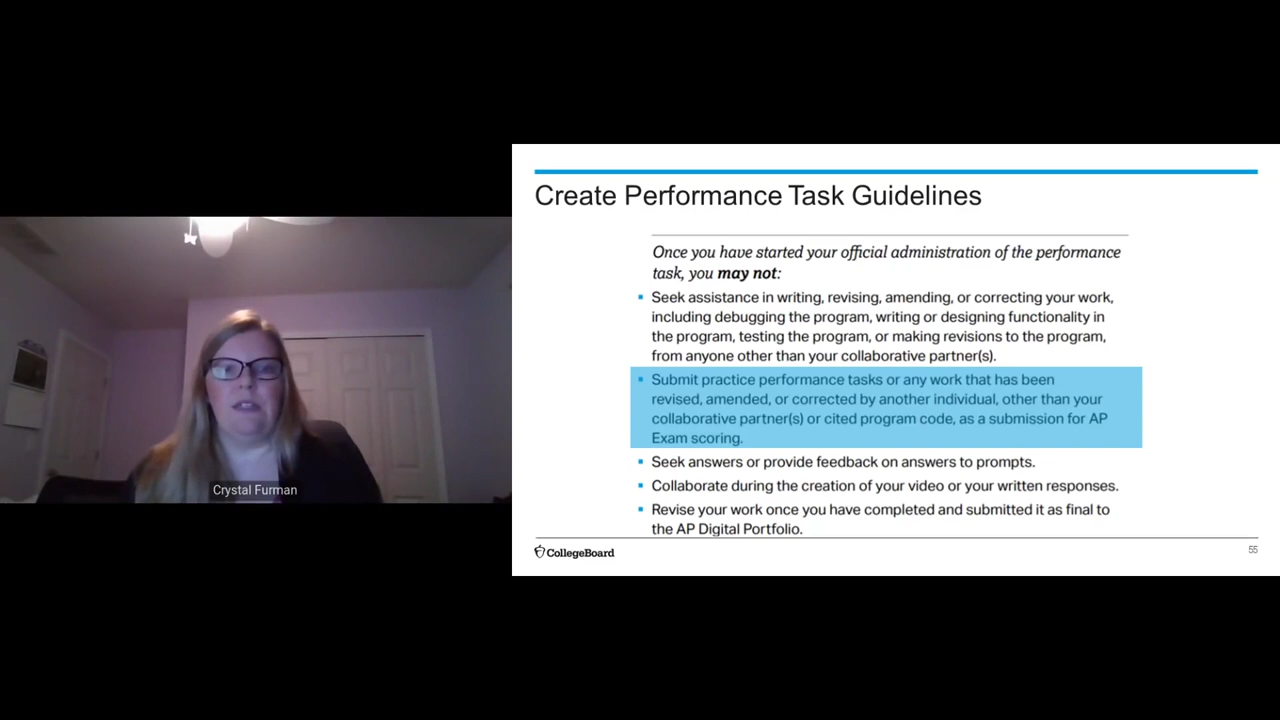 Crystal Furman
Create Performance Task Guidelines
Once you have started your official administration of the performance
task, you may not:
▪ Seek assistance in writing, revising, amending, or correcting your work,
including debugging the program, writing or designing functionality in
the program, testing the program, or making revisions to the program,
from anyone other than your collaborative partner(s).
▪ Submit practice performance tasks or any work that has been
revised, amended, or corrected by another individual, other than your
collaborative partner(s) or cited program code, as a submission for AP
Exam scoring.
▪ Seek answers or provide feedback on answers to prompts.
▪ Collaborate during the creation of your video or your written responses.
▪ Revise your work once you have completed and submitted it as final to
the AP Digital Portfolio.
CollegeBoard
55